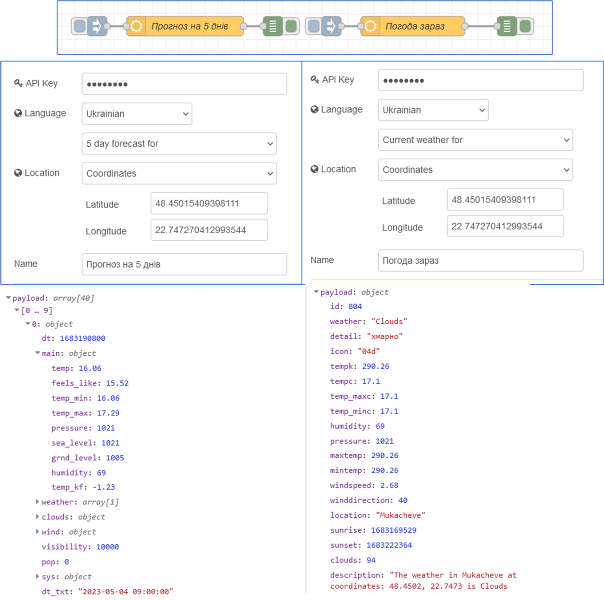 Прогноз на 5 днів
Погода зараз
API Key
••••••••
Language
Ukrainian
5 day forecast for
Location
Coordinates
Latitude
48.45015409398111
Longitude
22.747270412993544
Name
Прогноз на 5 днів
API Key
••••••••
Language
Ukrainian
Current weather for
Location
Coordinates
Latitude
48.45015409398111
Longitude
22.747270412993544
Name
Погода зараз
payload: array[40]
[0 … 9]
0: object
dt: 1683190800
main: object
temp: 16.06
feels_like: 15.52
temp_min: 16.06
temp_max: 17.29
pressure: 1021
sea_level: 1021
grnd_level: 1005
humidity: 69
temp_kf: -1.23
weather: array[1]
clouds: object
wind: object
visibility: 10000
pop: 0
sys: object
dt_txt: "2023-05-04 09:00:00"
payload: object
id: 804
weather: "Clouds"
detail: "хмарно"
icon: "04d"
tempk: 290.26
tempc: 17.1
temp_maxc: 17.1
temp_minc: 17.1
humidity: 69
pressure: 1021
maxtemp: 290.26
mintemp: 290.26
windspeed: 2.68
winddirection: 40
location: "Mukacheve"
sunrise: 1683169529
sunset: 1683222364
clouds: 94
description: "The weather in Mukacheve at
coordinates: 48.4502, 22.7473 is Clouds